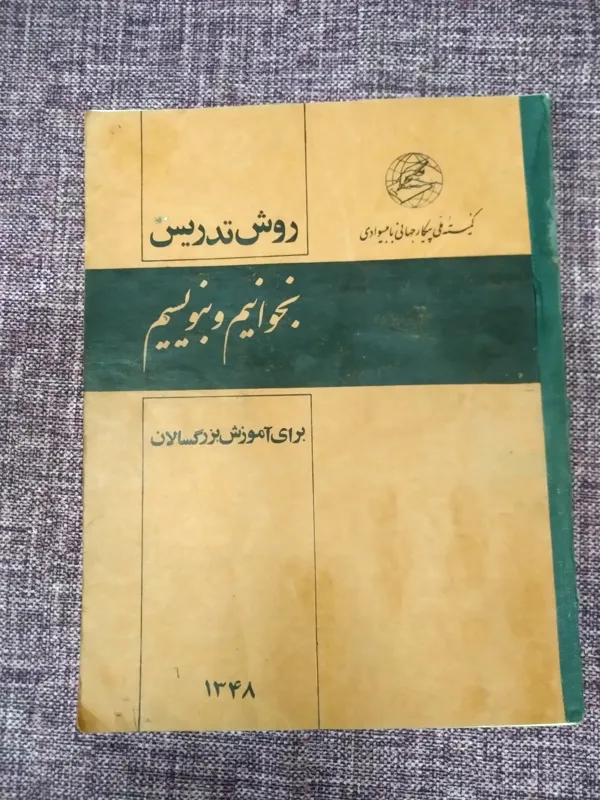 کمیته ملی پیکار جهانی با بیسوادی
روش تدریس
بخوانیم و بنویسیم
برای آموزش بزرگسالان
۱۳۴۸